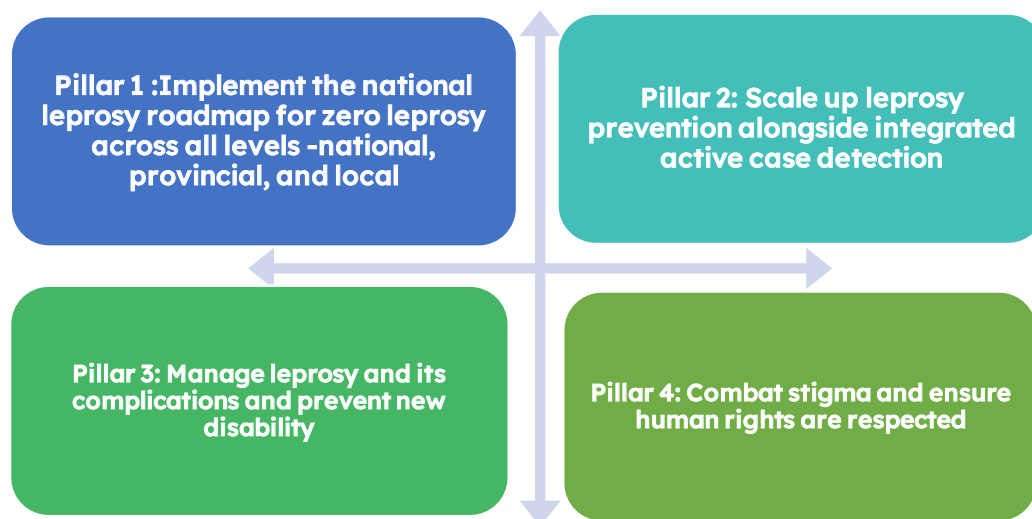 Pillar 1 :Implement the national
leprosy roadmap for zero leprosy
across all levels -national,
provincial, and local
Pillar 2: Scale up leprosy
prevention alongside integrated
active case detection
Pillar 3: Manage leprosy and its
complications and prevent new
disability
Pillar 4: Combat stigma and ensure
human rights are respected